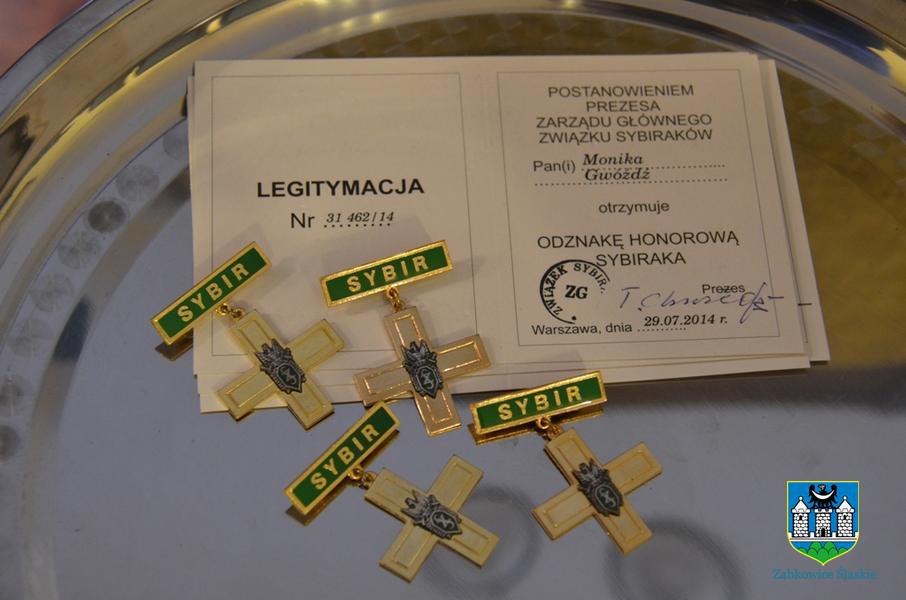 LEGITYMACJA
Nr 31 462/14
POSTANOWIENIEM
PREZESA
ZARZĄDU GŁÓWNEGO
ZWIĄZKU SYBIRAKÓW
Pan(i) Monika
Gwóźdź
otrzymuje
ODZNAKĘ HONOROWĄ
SYBIRAKA
ZWIĄZEK SYBIR
ZG
Prezes
Warszawa, dnia 29.07.2014 r.
SYBIR
SYBIR
SYBIR
SYBIR
Ząbkowice Śląskie